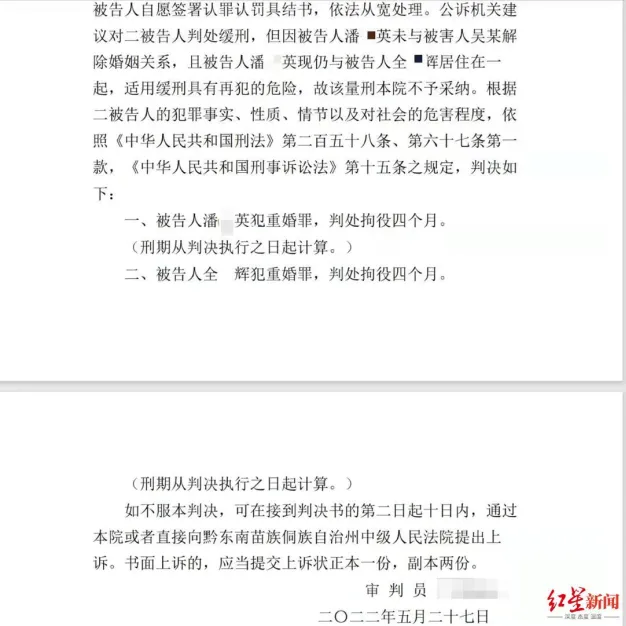 被告人自愿签署认罪认罚具结书，依法从宽处理。公诉机关建
议对二被告人判处缓刑，但因被告人潘英未与被害人吴某解
除婚姻关系，且被告人潘英现仍与被告人全诨居住在一
起，适用缓刑具有再犯的危险，故该量刑本院不予采纳。根据
二被告人的犯罪事实、性质、情节以及对社会的危害程度，依
照《中华人民共和国刑法》第二百五十八条、第六十七条第一
款，《中华人民共和国刑事诉讼法》第十五条之规定，判决如
下：
一、被告人潘英犯重婚罪，判处拘役四个月。
（刑期从判决执行之日起计算。）
二、被告人全 辉犯重婚罪，判处拘役四个月。
（刑期从判决执行之日起计算。）
如不服本判决，可在接到判决书的第二日起十日内，通过
本院或者直接向黔东南苗族侗族自治州中级人民法院提出上
诉。书面上诉的，应当提交上诉状正本一份，副本两份。
审 判 员
二〇二二年五月二十七日
红星新闻
深度 态度 温度